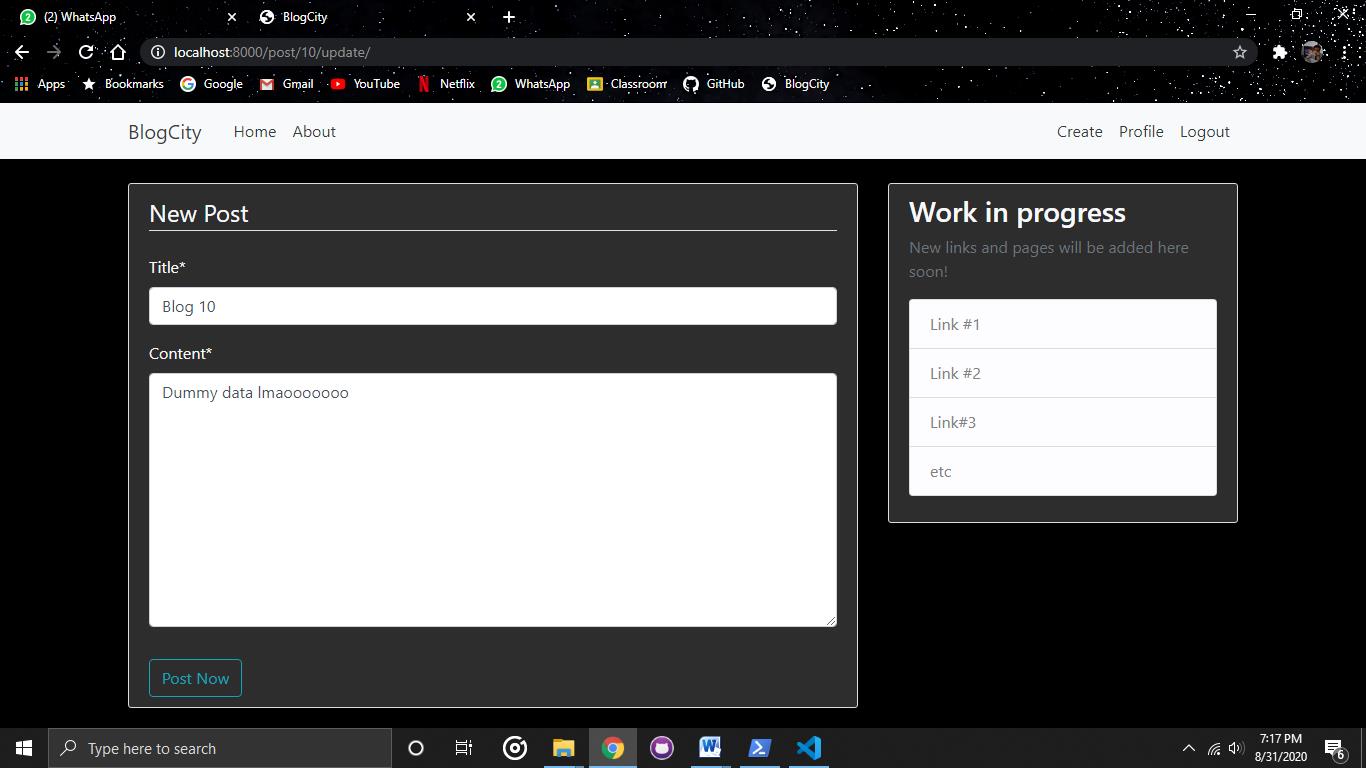 (2) WhatsApp
BlogCity
localhost:8000/post/10/update/
Apps Bookmarks Google Gmail YouTube Netflix 2 WhatsApp Classroom GitHub BlogCity
BlogCity Home About Create Profile Logout
New Post
Title*
Blog 10
Content*
Dummy data lmaooooooo
Post Now
Work in progress
New links and pages will be added here
soon!
Link #1
Link #2
Link#3
etc
Type here to search
7:17 PM
8/31/2020
6